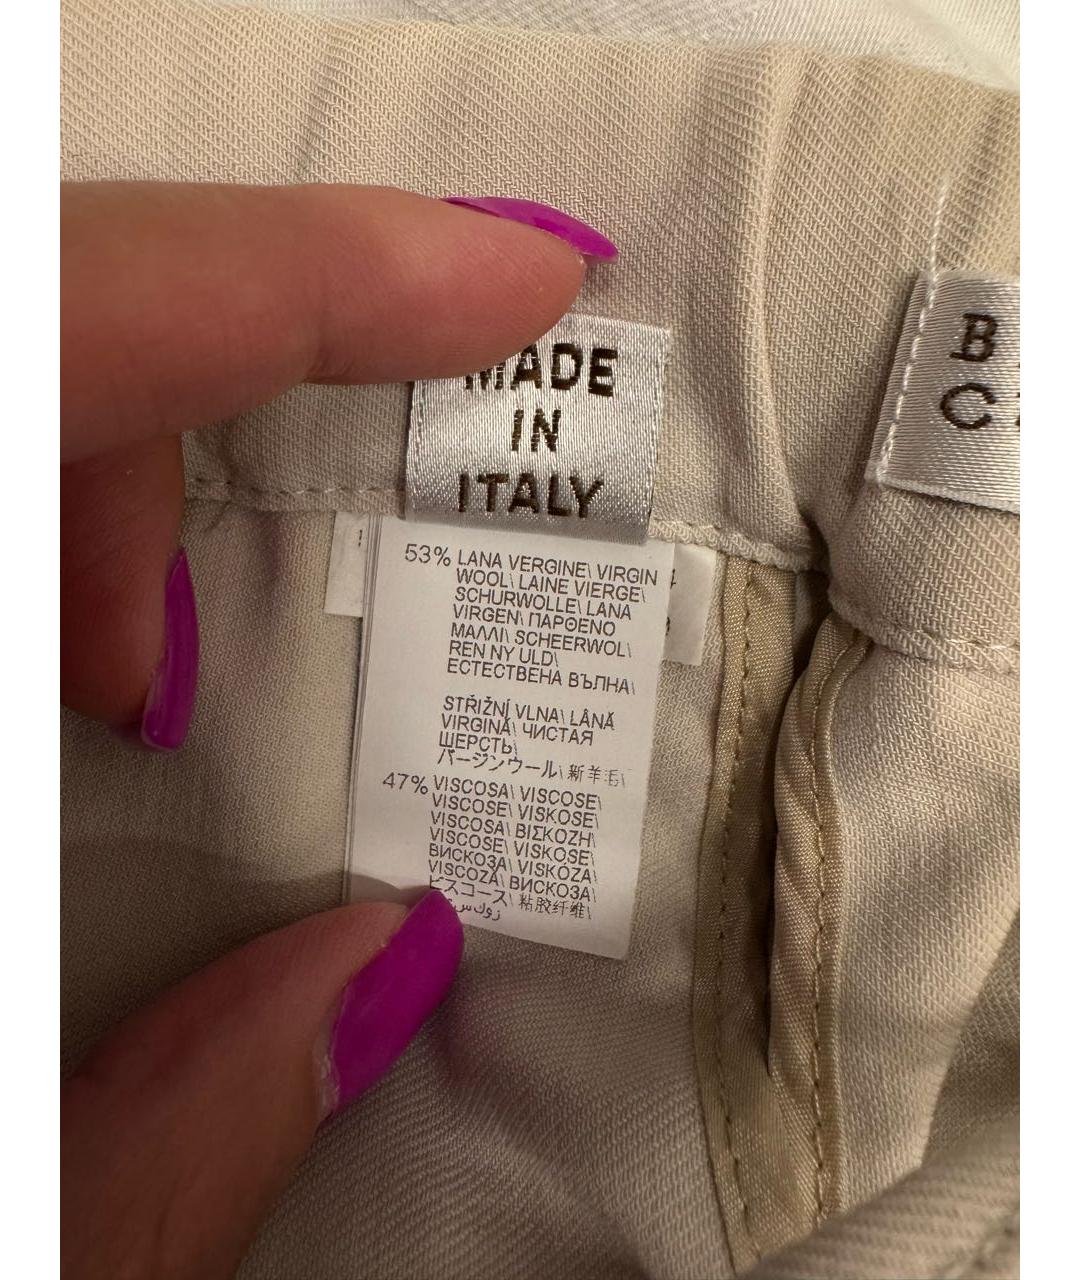 MADE
IN
ITALY
B
C
53% LANA VERGINE\ VIRGIN
WOOL\ LAINE VIERGE\
SCHURWOLLE\ LANA
VIRGEN\ ΠΑΡΘΕΝΟ
ΜΑΛΛΙ\ SCHEERWOL\
REN NY ULD\
ЕСТЕСТВЕНА ВЪЛНА\
STŘIŽNÍ VLNA\ LÂNĂ
VIRGINĂ\ ЧИСТАЯ
ШЕРСТЬ\
バージンウール\ 新羊毛\
47% VISCOSA\ VISCOSE\
VISCOSE\ VISKOSE\
VISCOSA\ ΒΙΣΚΟΖΗ\
VISCOSE\ VISKOSE\
ВИСКОЗА\ VISKÓZA\
VISCOZĂ\ ВИСКОЗА\
ビスコース\ 粘胶纤维\